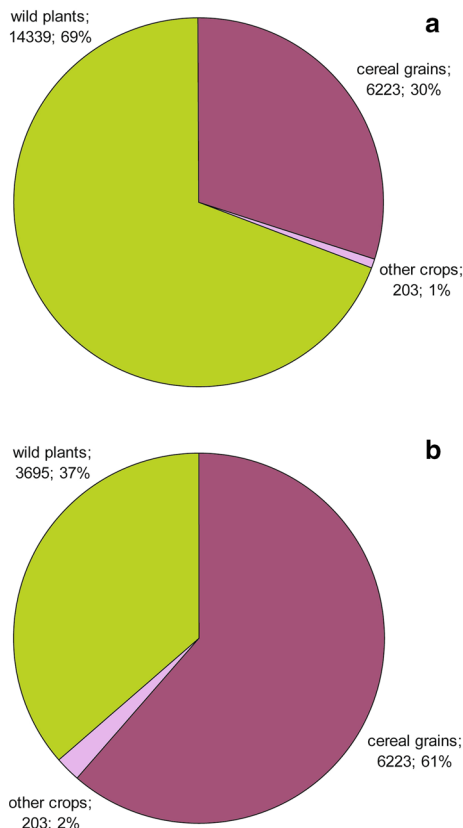 wild plants;
14339; 69%
a
cereal grains;
6223; 30%
other crops;
203; 1%
b
wild plants;
3695; 37%
cereal grains;
6223; 61%
other crops;
203; 2%